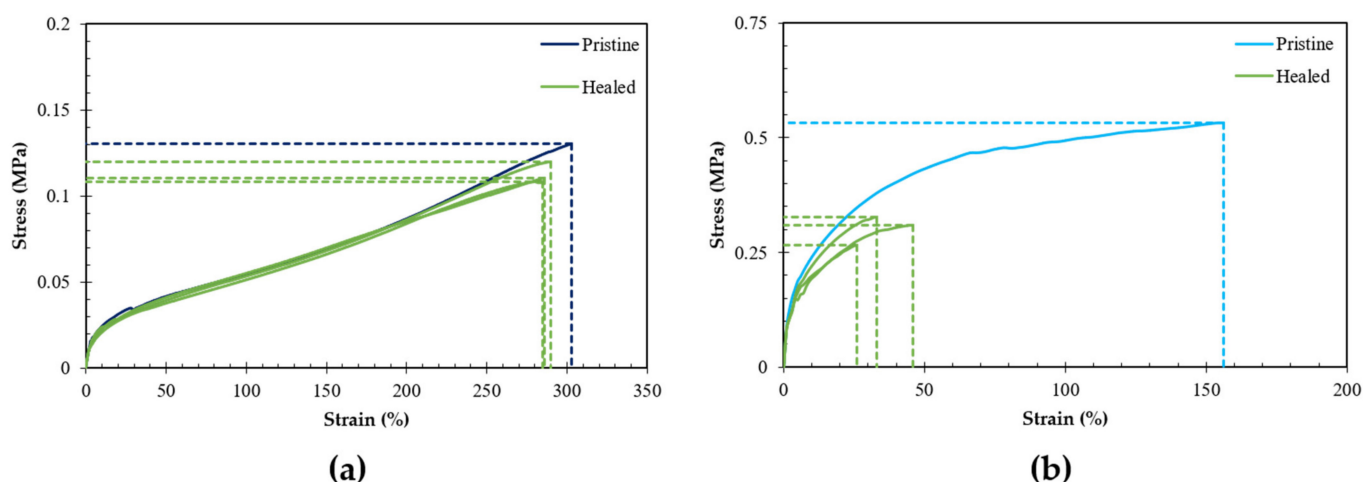 0.2
0.15
0.1
0.05
0
Stress (MPa)
Pristine
Healed
0 50 100 150 200 250 300 350
Strain (%)
(a)
0.75
0.5
0.25
0
Stress (MPa)
Pristine
Healed
0 50 100 150 200
Strain (%)
(b)